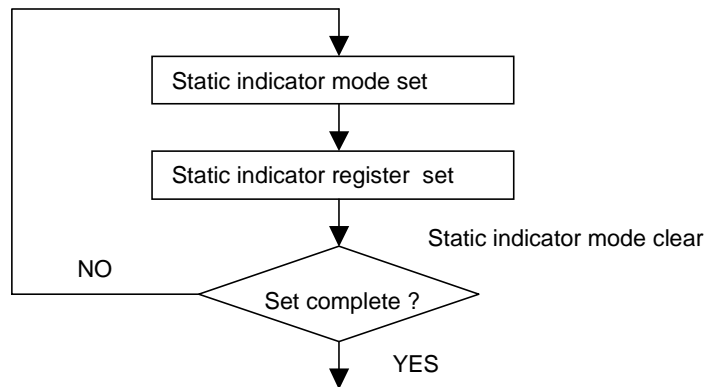 Static indicator mode set
Static indicator register set
Static indicator mode clear
NO
Set complete ?
YES